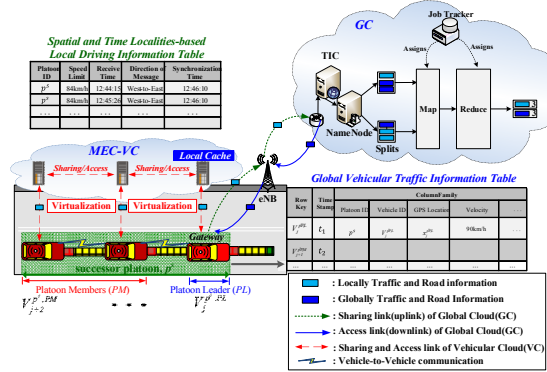 Spatial and Time Localities-based
Local Driving Information Table
Platoon ID Speed Limit Receive Time Direction of Message Synchronization Time
pˢ 84km/h 12:44:15 West-to-East 12:46:10
pˢ 84km/h 12:45:26 West-to-East 12:46:10
... ... ... ... ...
GC
Job Tracker
Assigns
Assigns
TIC
NameNode
Splits
Map
Reduce
MEC-VC
Local Cache
Sharing/Access
Sharing/Access
Virtualization
Virtualization
eNB
Gateway
successor platoon, pˢ
Platoon Members (PM)
Platoon Leader (PL)
...
Global Vehicular Traffic Information Table
Row Key
Time Stamp
ColumnFamily
Platoon ID Vehicle ID GPS Location Velocity ...
t₁ pˢ 90km/h ...
t₂
... ... ... ... ... ...
: Locally Traffic and Road information
: Globally Traffic and Road Information
: Sharing link(uplink) of Global Cloud(GC)
: Access link(downlink) of Global Cloud(GC)
: Sharing and Access link of Vehicular Cloud(VC)
: Vehicle-to-Vehicle communication